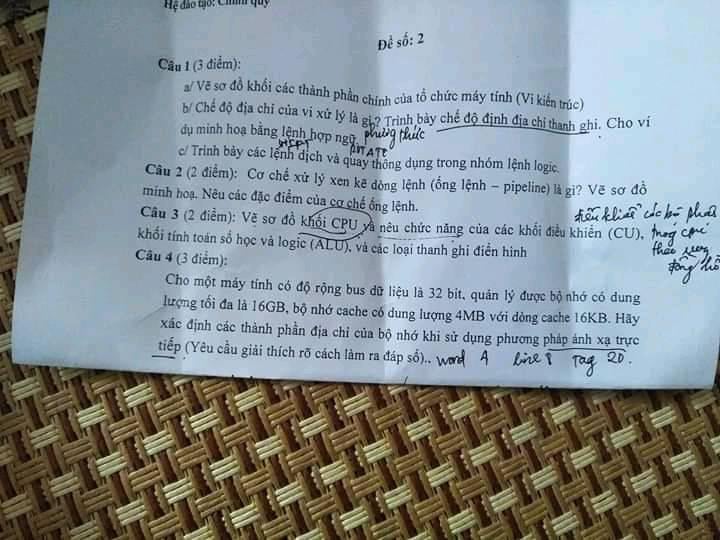 Hệ đào tạo: Chính quy
Đề số: 2
Câu 1 (3 điểm):
a/ Vẽ sơ đồ khối các thành phần chính của tổ chức máy tính (Vi kiến trúc)
b/ Chế độ địa chỉ của vi xử lý là gì? Trình bày chế độ định địa chỉ thanh ghi. Cho ví
dụ minh hoạ bằng lệnh hợp ngữ phương thức
c/ Trình bày các lệnh dịch và quay thông dụng trong nhóm lệnh logic.
Câu 2 (2 điểm): Cơ chế xử lý xen kẽ dòng lệnh (ống lệnh – pipeline) là gì? Vẽ sơ đồ
minh hoạ. Nêu các đặc điểm của cơ chế ống lệnh.
điều khiển các bộ phận
Câu 3 (2 điểm): Vẽ sơ đồ khối CPU và nêu chức năng của các khối điều khiển (CU), trong cpu
khối tính toán số học và logic (ALU), và các loại thanh ghi điển hình theo xung
đồng hồ
Câu 4 (3 điểm):
Cho một máy tính có độ rộng bus dữ liệu là 32 bit, quản lý được bộ nhớ có dung
lượng tối đa là 16GB, bộ nhớ cache có dung lượng 4MB với dòng cache 16KB. Hãy
xác định các thành phần địa chỉ của bộ nhớ khi sử dụng phương pháp ánh xạ trực
tiếp (Yêu cầu giải thích rõ cách làm ra đáp số).. word 4 line 8 Tag 20.